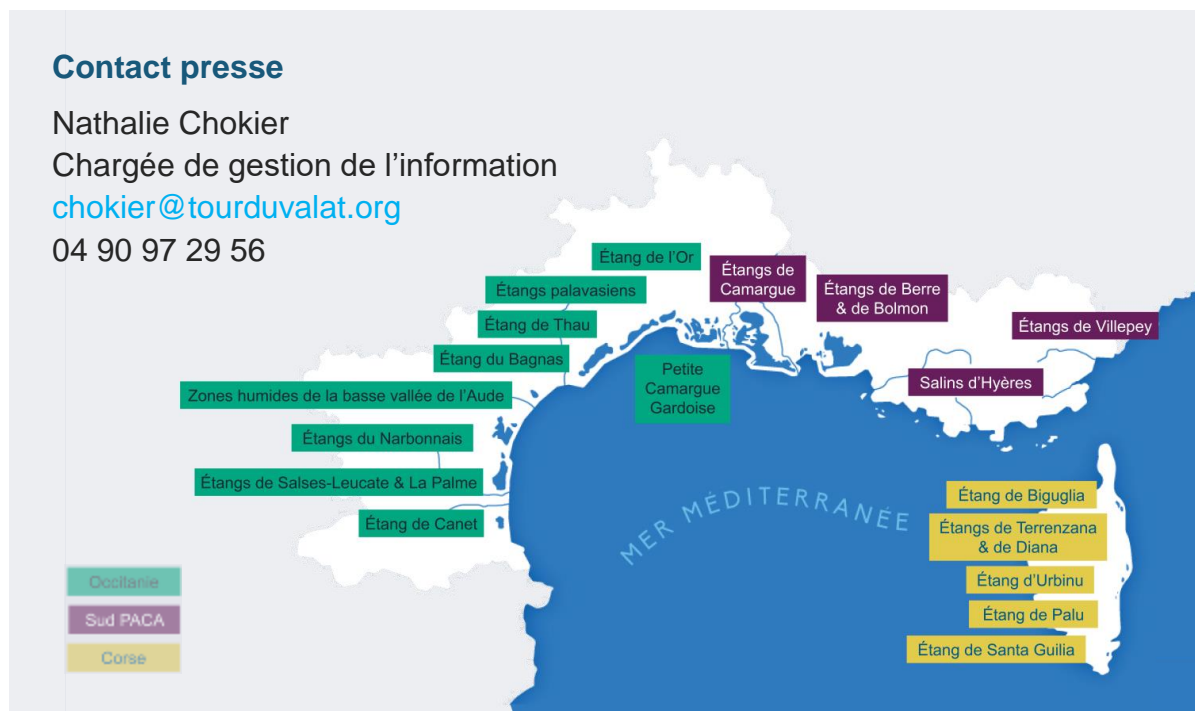 Contact presse
Nathalie Chokier
Chargée de gestion de l’information
chokier@tourduvalat.org
04 90 97 29 56
Étang de l’Or
Étangs de
Camargue
Étangs palavasiens
Étangs de Berre
& de Bolmon
Étang de Thau
Étangs de Villepey
Étang du Bagnas
Petite
Camargue
Gardoise
Salins d’Hyères
Zones humides de la basse vallée de l’Aude
Étangs du Narbonnais
Étangs de Salses-Leucate & La Palme
Étang de Canet
MER MÉDITERRANÉE
Étang de Biguglia
Étangs de Terrenzana
& de Diana
Étang d’Urbinu
Étang de Palu
Étang de Santa Guilia
Occitanie
Sud PACA
Corse